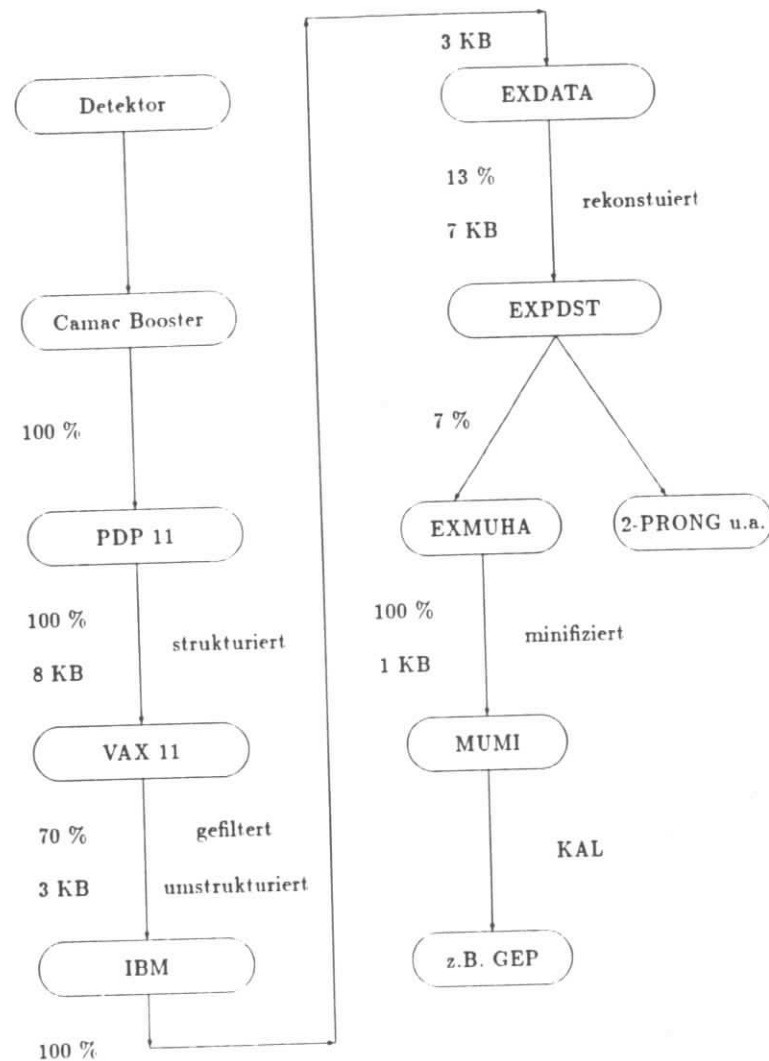 Detektor
Camac Booster
100 %
PDP 11
100 %
strukturiert
8 KB
VAX 11
70 %
gefiltert
3 KB
umstrukturiert
IBM
100 %
3 KB
EXDATA
13 %
rekonstuiert
7 KB
EXPDST
7 %
EXMUHA
2-PRONG u.a.
100 %
minifiziert
1 KB
MUMI
KAL
z.B. GEP